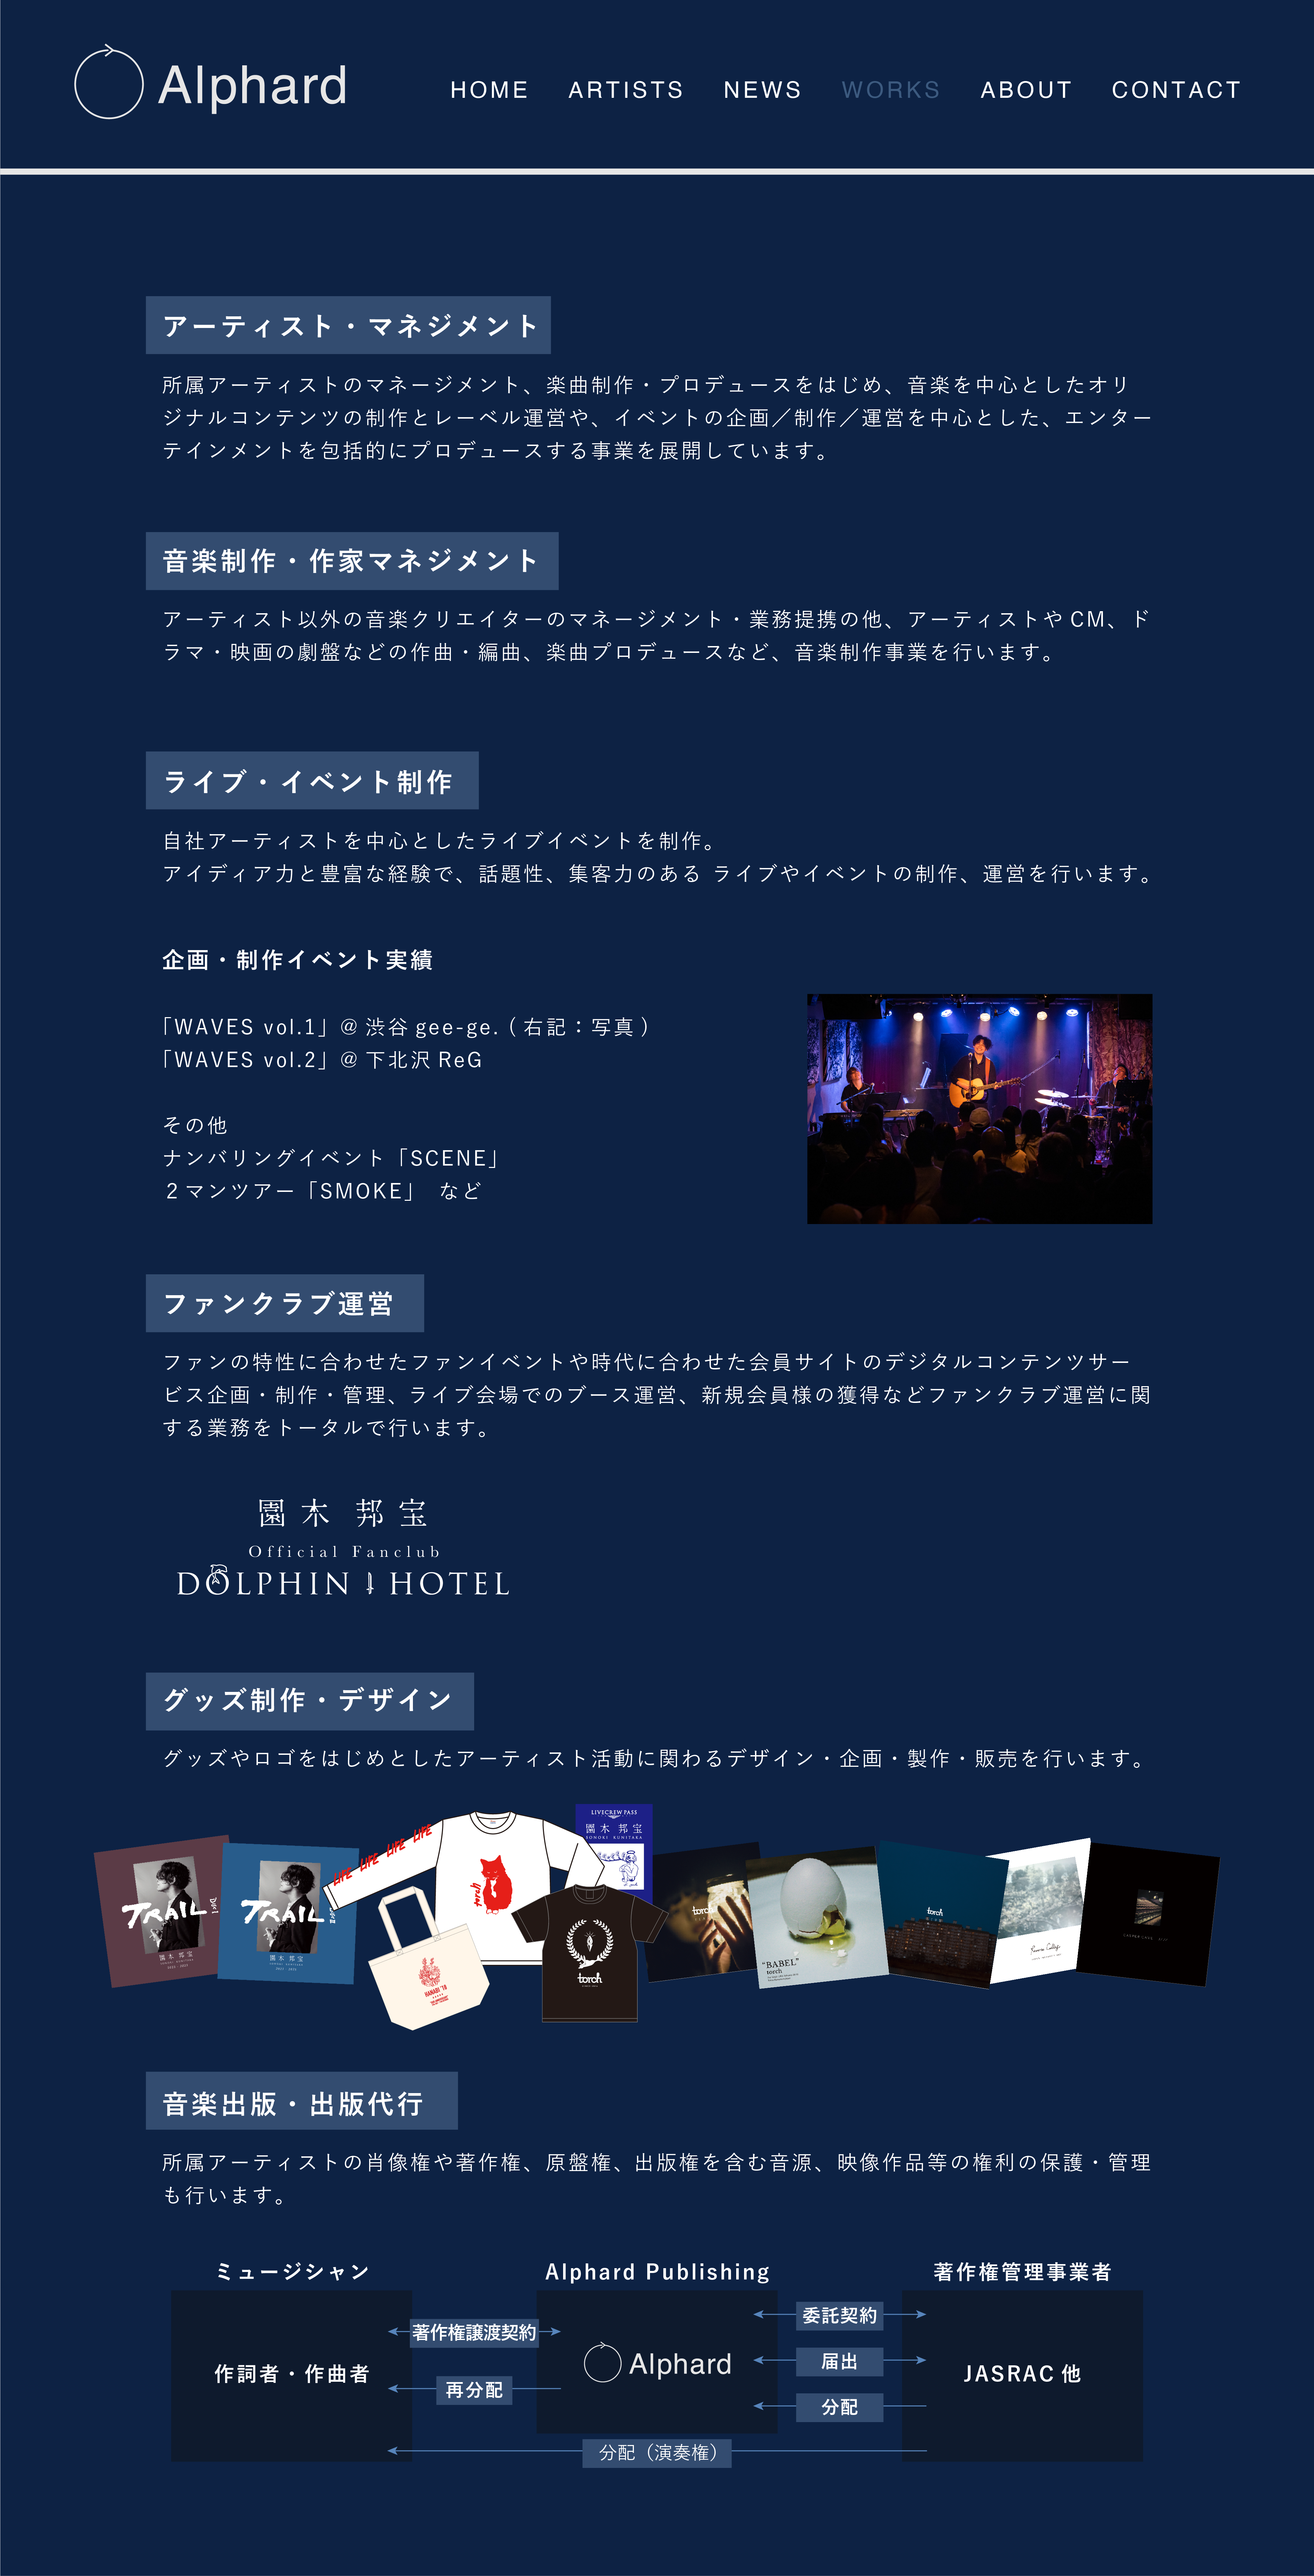 Alphard
HOME ARTISTS NEWS WORKS ABOUT CONTACT
アーティスト・マネジメント
所属アーティストのマネージメント、楽曲制作・プロデュースをはじめ、音楽を中心としたオリ
ジナルコンテンツの制作とレーベル運営や、イベントの企画／制作／運営を中心とした、エンター
テインメントを包括的にプロデュースする事業を展開しています。
音楽制作・作家マネジメント
アーティスト以外の音楽クリエイターのマネージメント・業務提携の他、アーティストや CM、ド
ラマ・映画の劇盤などの作曲・編曲、楽曲プロデュースなど、音楽制作事業を行います。
ライブ・イベント制作
自社アーティストを中心としたライブイベントを制作。
アイディア力と豊富な経験で、話題性、集客力のある ライブやイベントの制作、運営を行います。
企画・制作イベント実績
「WAVES vol.1」@ 渋谷 gee-ge. ( 右記：写真 )
「WAVES vol.2」@ 下北沢 ReG
その他
ナンバリングイベント「SCENE」
２マンツアー「SMOKE」 など
ファンクラブ運営
ファンの特性に合わせたファンイベントや時代に合わせた会員サイトのデジタルコンテンツサー
ビス企画・制作・管理、ライブ会場でのブース運営、新規会員様の獲得などファンクラブ運営に関
する業務をトータルで行います。
園木 邦宝
Official Fanclub
DOLPHIN HOTEL
グッズ制作・デザイン
グッズやロゴをはじめとしたアーティスト活動に関わるデザイン・企画・製作・販売を行います。
LIVECREW PASS
園木 邦宝
SONOKI KUNITAKA
LIFE LIFE LIFE LIFE
TRAIL
園木 邦宝
TRAIL
園木 邦宝
torch
HANABI '18
torch
torch
"BABEL"
torch
torch
音楽出版・出版代行
所属アーティストの肖像権や著作権、原盤権、出版権を含む音源、映像作品等の権利の保護・管理
も行います。
ミュージシャン
Alphard Publishing
著作権管理事業者
委託契約
著作権譲渡契約
届出
Alphard
作詞者・作曲者
JASRAC 他
再分配
分配
分配（演奏権）